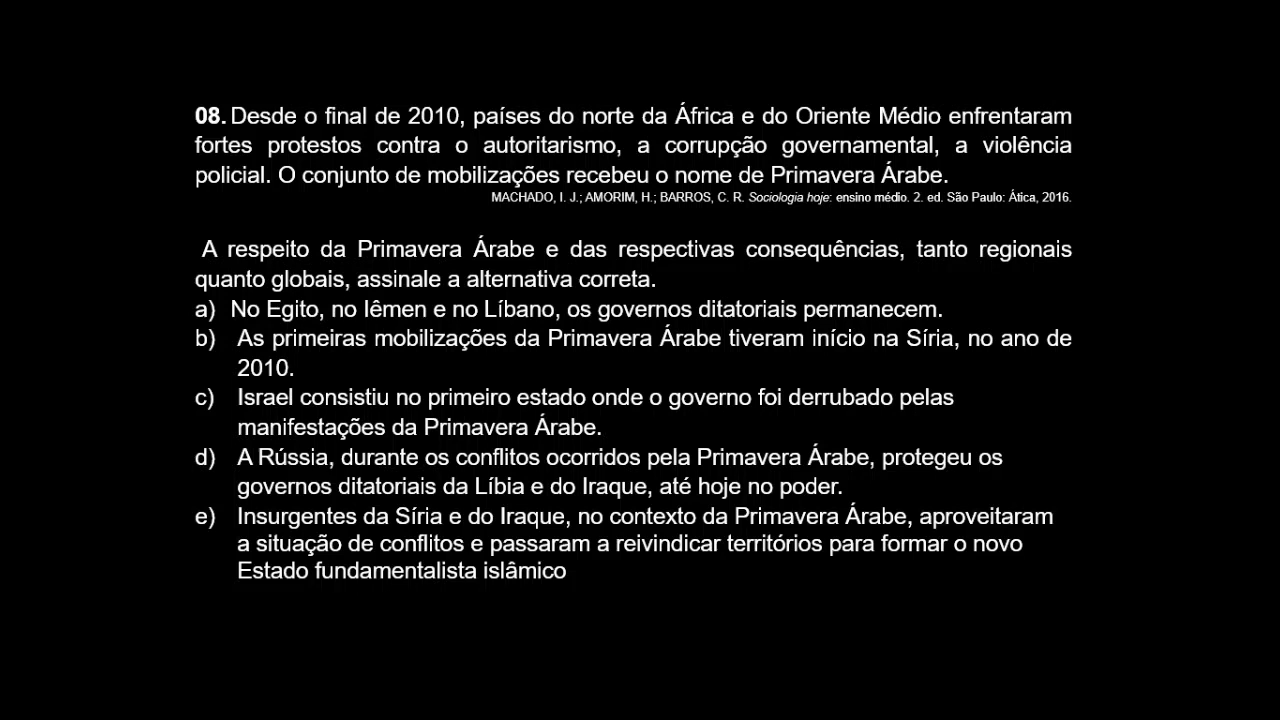 08. Desde o final de 2010, países do norte da África e do Oriente Médio enfrentaram
fortes protestos contra o autoritarismo, a corrupção governamental, a violência
policial. O conjunto de mobilizações recebeu o nome de Primavera Árabe.
MACHADO, I. J.; AMORIM, H.; BARROS, C. R. Sociologia hoje: ensino médio. 2. ed. São Paulo: Ática, 2016.
A respeito da Primavera Árabe e das respectivas consequências, tanto regionais
quanto globais, assinale a alternativa correta.
a) No Egito, no Iêmen e no Líbano, os governos ditatoriais permanecem.
b) As primeiras mobilizações da Primavera Árabe tiveram início na Síria, no ano de
2010.
c) Israel consistiu no primeiro estado onde o governo foi derrubado pelas
manifestações da Primavera Árabe.
d) A Rússia, durante os conflitos ocorridos pela Primavera Árabe, protegeu os
governos ditatoriais da Líbia e do Iraque, até hoje no poder.
e) Insurgentes da Síria e do Iraque, no contexto da Primavera Árabe, aproveitaram
a situação de conflitos e passaram a reivindicar territórios para formar o novo
Estado fundamentalista islâmico